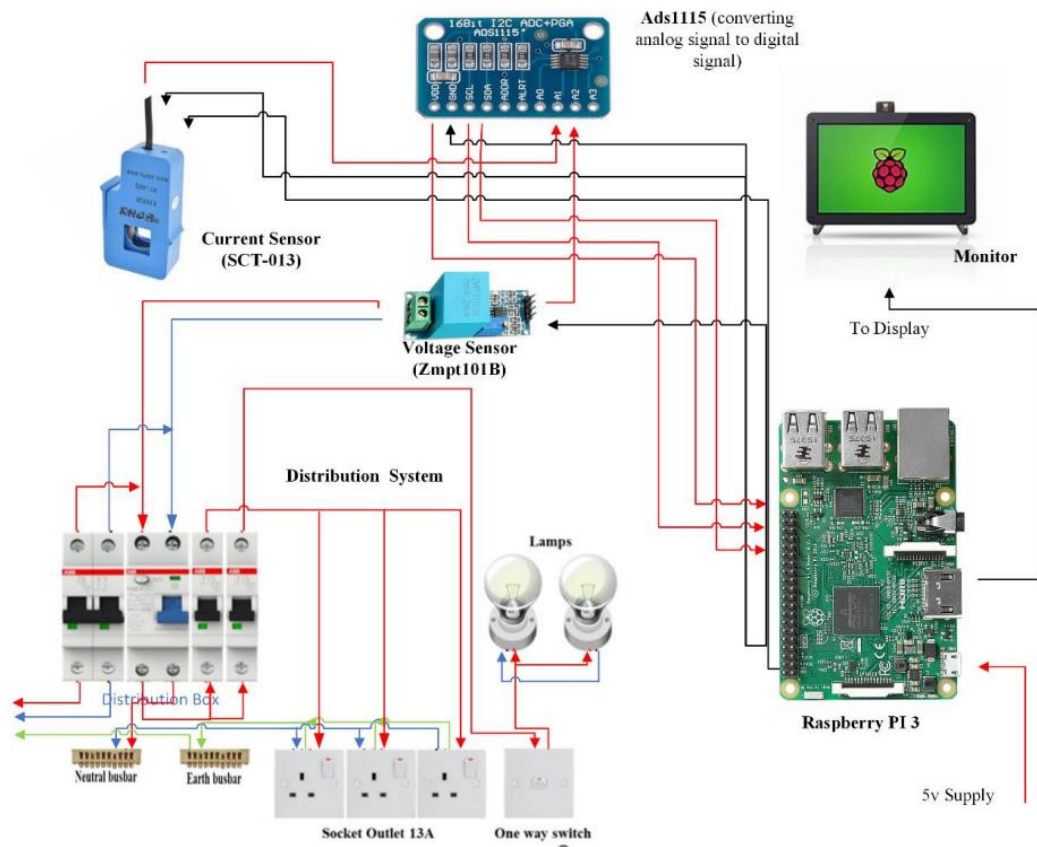 16Bit I2C ADC+PGA
ADS1115
VDD
GND
SCL
SDA
ADDR
ALRT
A0
A1
A2
A3
Ads1115 (converting
analog signal to digital
signal)
Current Sensor
(SCT-013)
Monitor
To Display
Voltage Sensor
(Zmpt101B)
Distribution System
Lamps
ABB
Distribution Box
HDMI
Raspberry PI 3
Neutral busbar
Earth busbar
Socket Outlet 13A
One way switch
5v Supply